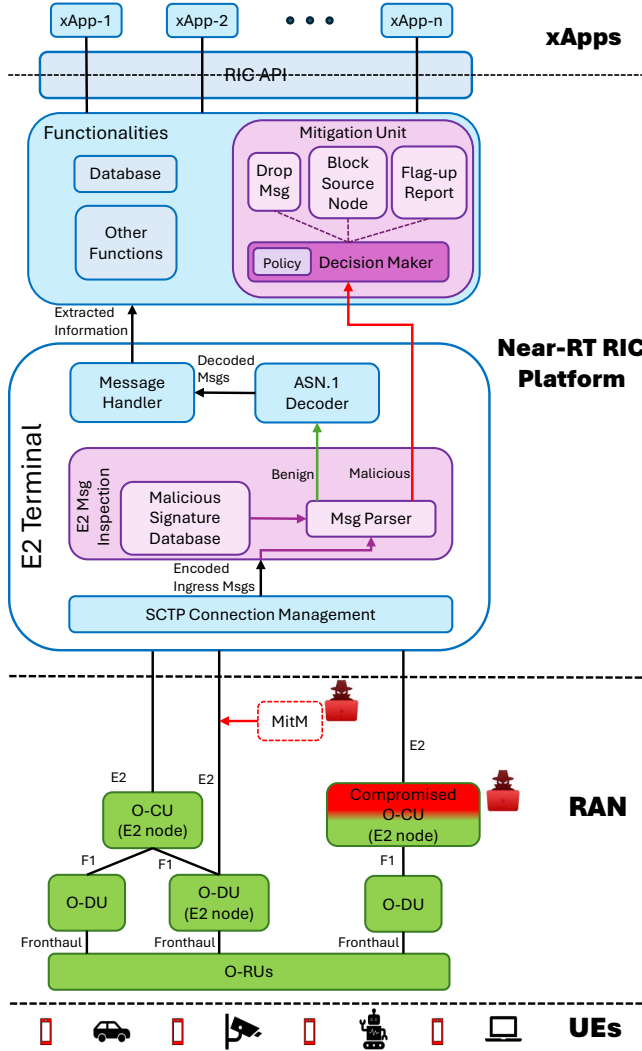 xApp-1
xApp-2
xApp-n
xApps
RIC API
Functionalities
Database
Other
Functions
Mitigation Unit
Drop
Msg
Block
Source
Node
Flag-up
Report
Policy
Decision Maker
Extracted
Information
Near-RT RIC
Platform
E2 Terminal
Message
Handler
Decoded
Msgs
ASN.1
Decoder
Benign
Malicious
E2 Msg
Inspection
Malicious
Signature
Database
Msg Parser
Encoded
Ingress Msgs
SCTP Connection Management
MitM
E2
E2
E2
O-CU
(E2 node)
Compromised
O-CU
(E2 node)
RAN
F1
F1
F1
O-DU
O-DU
(E2 node)
O-DU
Fronthaul
Fronthaul
Fronthaul
O-RUs
UEs